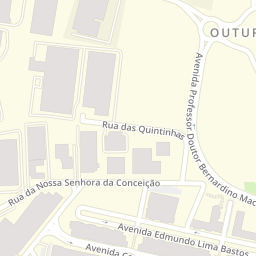 OUTUR
Avenida Professor Doutor Bernardino Mac
Rua das Quintinhas
Rua da Nossa Senhora da Conceição
Avenida Edmundo Lima Bastos
Avenida C